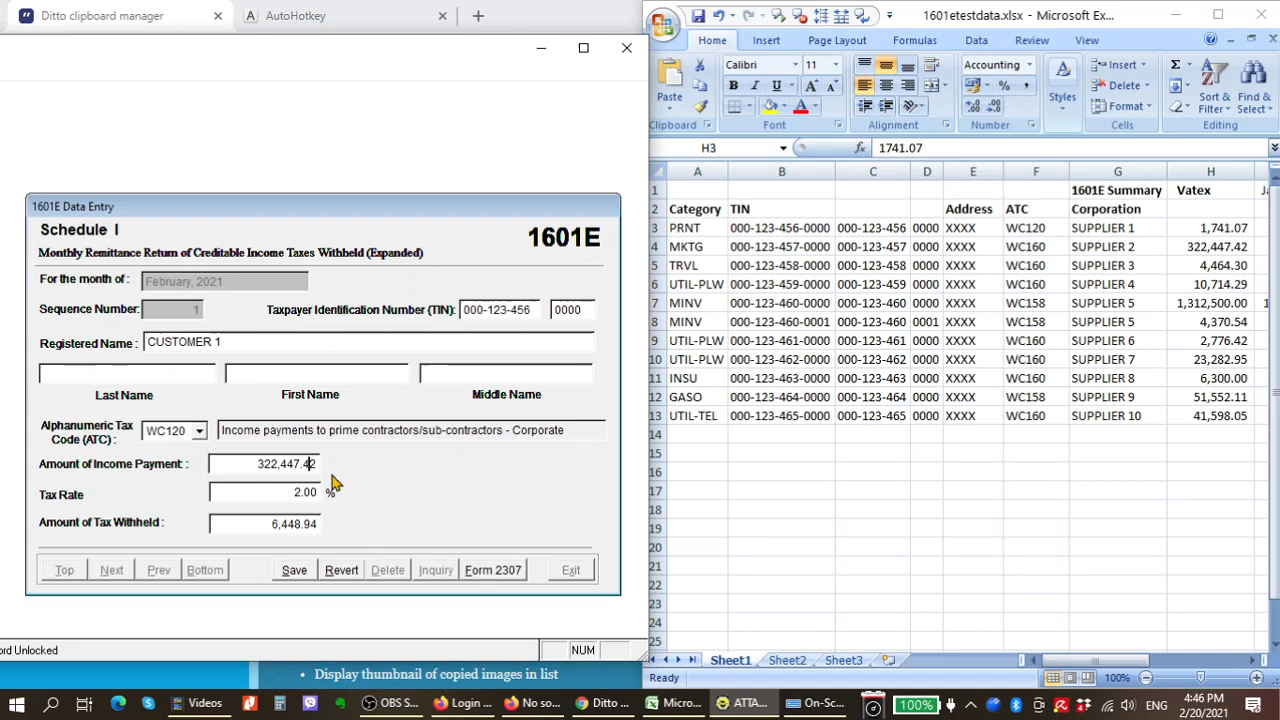 Ditto clipboard manager
AutoHotkey
1601E Data Entry
Schedule I
1601E
Monthly Remittance Return of Creditable Income Taxes Withheld (Expanded)
For the month of : February, 2021
Sequence Number: 1 Taxpayer Identification Number (TIN): 000-123-456 0000
Registered Name : CUSTOMER 1
Last Name First Name Middle Name
Alphanumeric Tax
Code (ATC) : WC120 Income payments to prime contractors/sub-contractors - Corporate
Amount of Income Payment : 322,447.42
Tax Rate 2.00 %
Amount of Tax Withheld : 6,448.94
Top Next Prev Bottom Save Revert Delete Inquiry Form 2307 Exit
ord Unlocked NUM
• Display thumbnail of copied images in list
1601etestdata.xlsx - Microsoft Ex...
Home Insert Page Layout Formulas Data Review View
Calibri 11 Accounting Insert
Paste B I U % Styles Delete Sort & Find &
Format Filter Select
Clipboard Font Alignment Number Cells Editing
H3 fx 1741.07
A B C D E F G H
1 1601E Summary Vatex
2 Category TIN Address ATC Corporation
3 PRNT 000-123-456-0000 000-123-456 0000 XXXX WC120 SUPPLIER 1 1,741.07
4 MKTG 000-123-457-0000 000-123-457 0000 XXXX WC160 SUPPLIER 2 322,447.42
5 TRVL 000-123-458-0000 000-123-458 0000 XXXX WC160 SUPPLIER 3 4,464.30
6 UTIL-PLW 000-123-459-0000 000-123-459 0000 XXXX WC160 SUPPLIER 4 10,714.29
7 MINV 000-123-460-0000 000-123-460 0000 XXXX WC158 SUPPLIER 5 1,312,500.00 1
8 MINV 000-123-460-0001 000-123-460 0001 XXXX WC158 SUPPLIER 5 4,370.54
9 UTIL-PLW 000-123-461-0000 000-123-461 0000 XXXX WC158 SUPPLIER 6 2,776.42
10 UTIL-PLW 000-123-462-0000 000-123-462 0000 XXXX WC160 SUPPLIER 7 23,282.95
11 INSU 000-123-463-0000 000-123-463 0000 XXXX WC160 SUPPLIER 8 6,300.00
12 GASO 000-123-464-0000 000-123-464 0000 XXXX WC158 SUPPLIER 9 51,552.11
13 UTIL-TEL 000-123-465-0000 000-123-465 0000 XXXX WC160 SUPPLIER 10 41,598.05
14
15
16
17
18
19
20
21
22
23
24
25
Sheet1 Sheet2 Sheet3
Ready 100%
Videos OBS S... Login ... No so... Ditto ... Micro... ATTA... On-Sc... 100% ENG 4:46 PM
2/20/2021